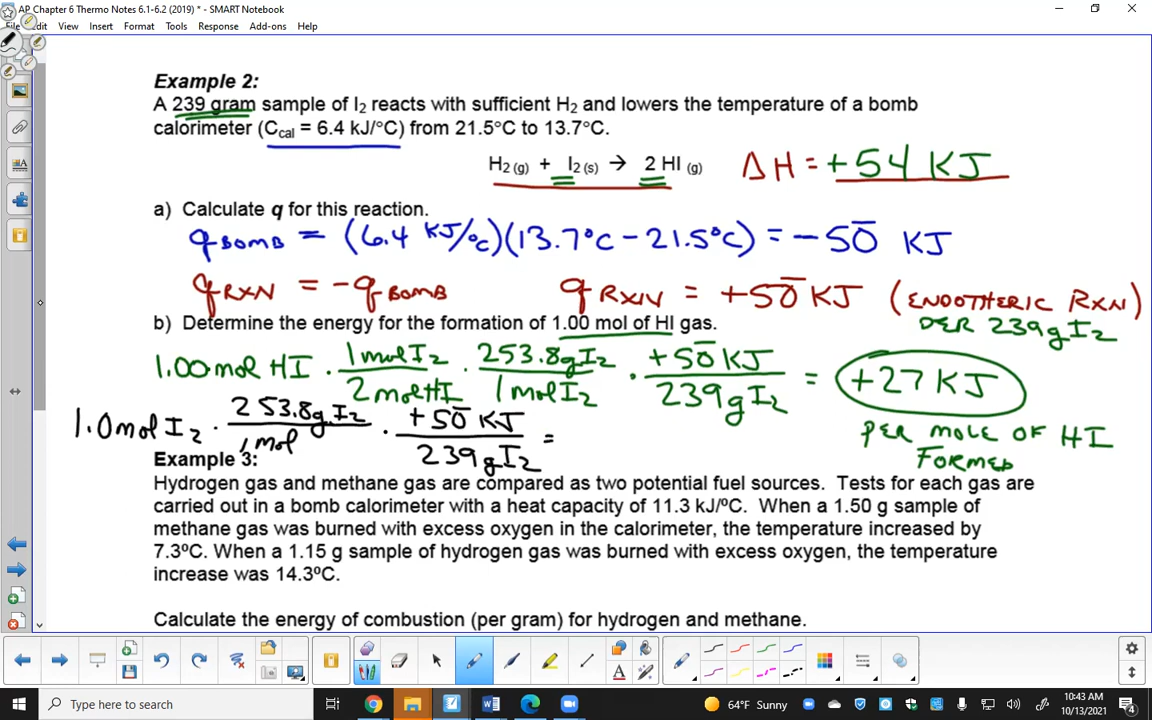 AP Chapter 6 Thermo Notes 6.1-6.2 (2019) * - SMART Notebook
File Edit View Insert Format Tools Response Add-ons Help
Example 2:
A 239 gram sample of I2 reacts with sufficient H2 and lowers the temperature of a bomb
calorimeter (Ccal = 6.4 kJ/°C) from 21.5°C to 13.7°C.
H2 (g) + I2 (s) → 2 HI (g) ΔH = +54 KJ
a) Calculate q for this reaction.
qBOMB = (6.4 KJ/°C)(13.7°C - 21.5°C) = -50̅ KJ
qRXN = -qBOMB qRXN = +50̅ KJ (ENDOTHERIC RXN)
PER 239g I2
b) Determine the energy for the formation of 1.00 mol of HI gas.
1.00 mol HI · 1 mol I2 / 2 mol HI · 253.8g I2 / 1 mol I2 · +50̅ KJ / 239g I2 = +27 KJ
PER MOLE OF HI
FORMED
1.0 mol I2 · 253.8g I2 / 1 mol · +50̅ KJ / 239g I2 =
Example 3:
Hydrogen gas and methane gas are compared as two potential fuel sources. Tests for each gas are
carried out in a bomb calorimeter with a heat capacity of 11.3 kJ/ºC. When a 1.50 g sample of
methane gas was burned with excess oxygen in the calorimeter, the temperature increased by
7.3ºC. When a 1.15 g sample of hydrogen gas was burned with excess oxygen, the temperature
increase was 14.3ºC.
Calculate the energy of combustion (per gram) for hydrogen and methane.
Type here to search
64°F Sunny
10:43 AM
10/13/2021
4